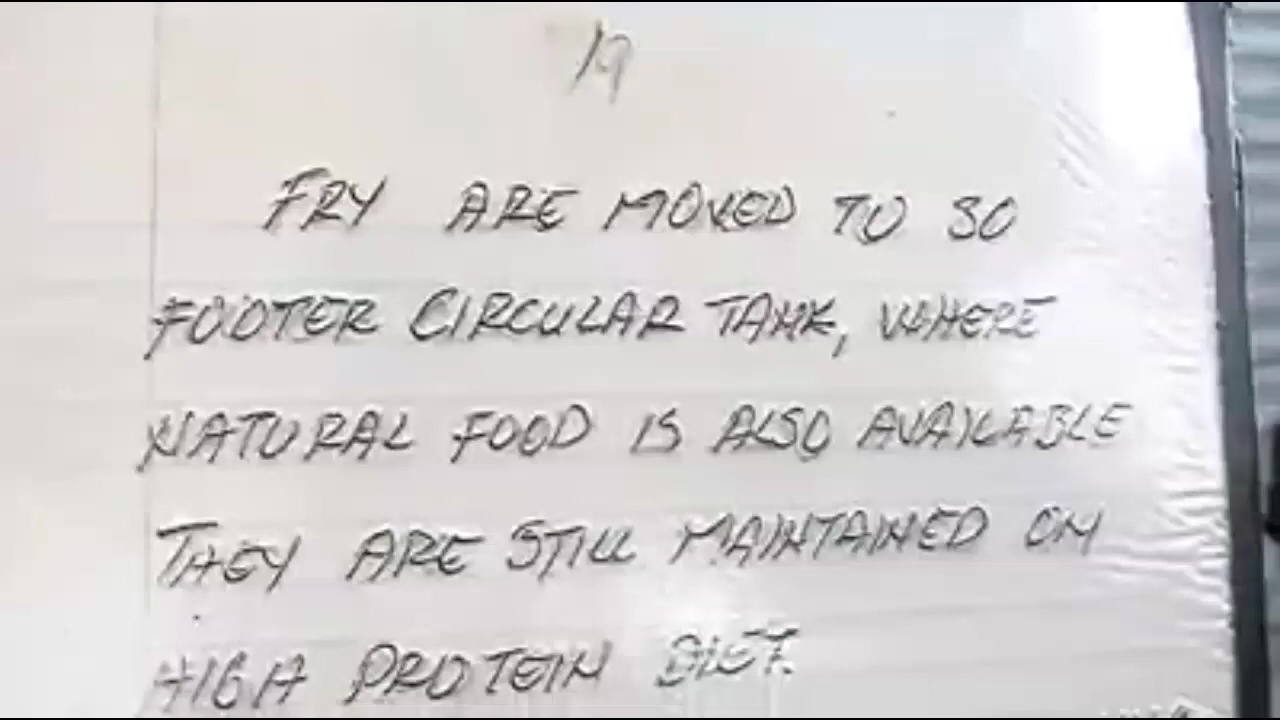 19
FRY ARE MOVED TO 30
FOOTER CIRCULAR TANK, WHERE
NATURAL FOOD IS ALSO AVAILABLE
THEY ARE STILL MAINTAINED ON
HIGH PROTEIN DIET.